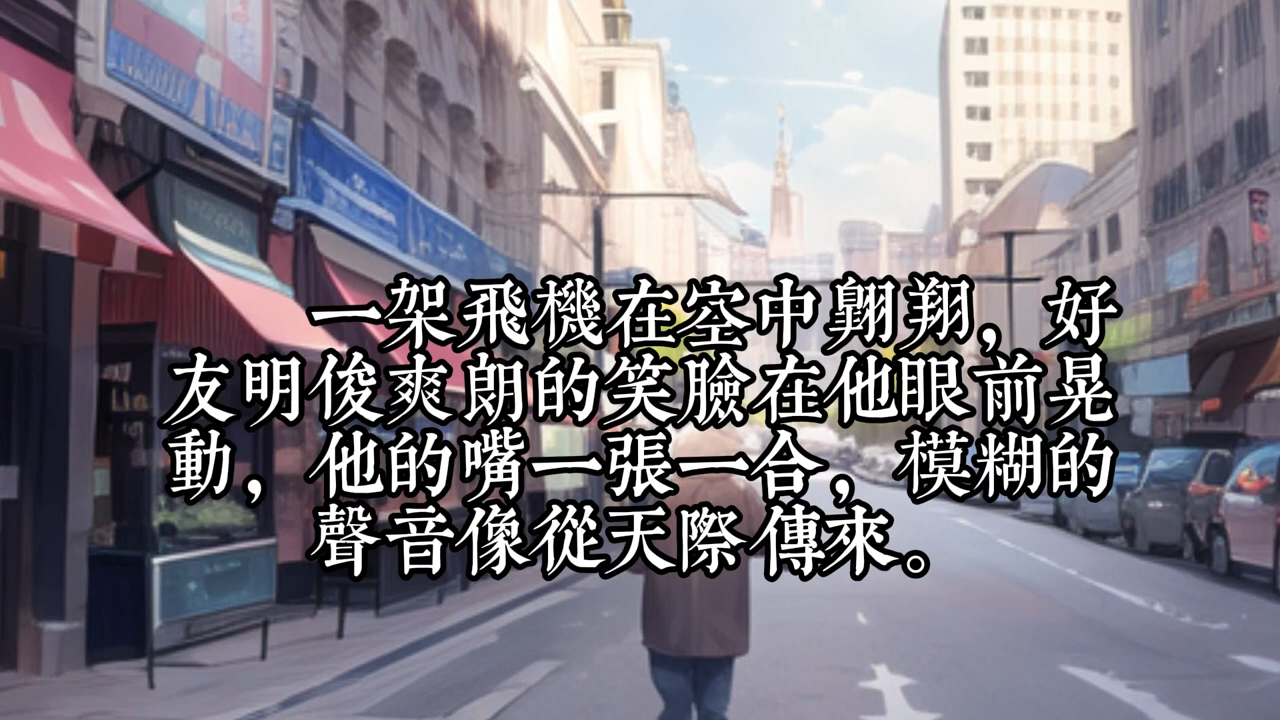 一架飛機在空中翺翔，好
友明俊爽朗的笑臉在他眼前晃
動，他的嘴一張一合，模糊的
聲音像從天際傳來。